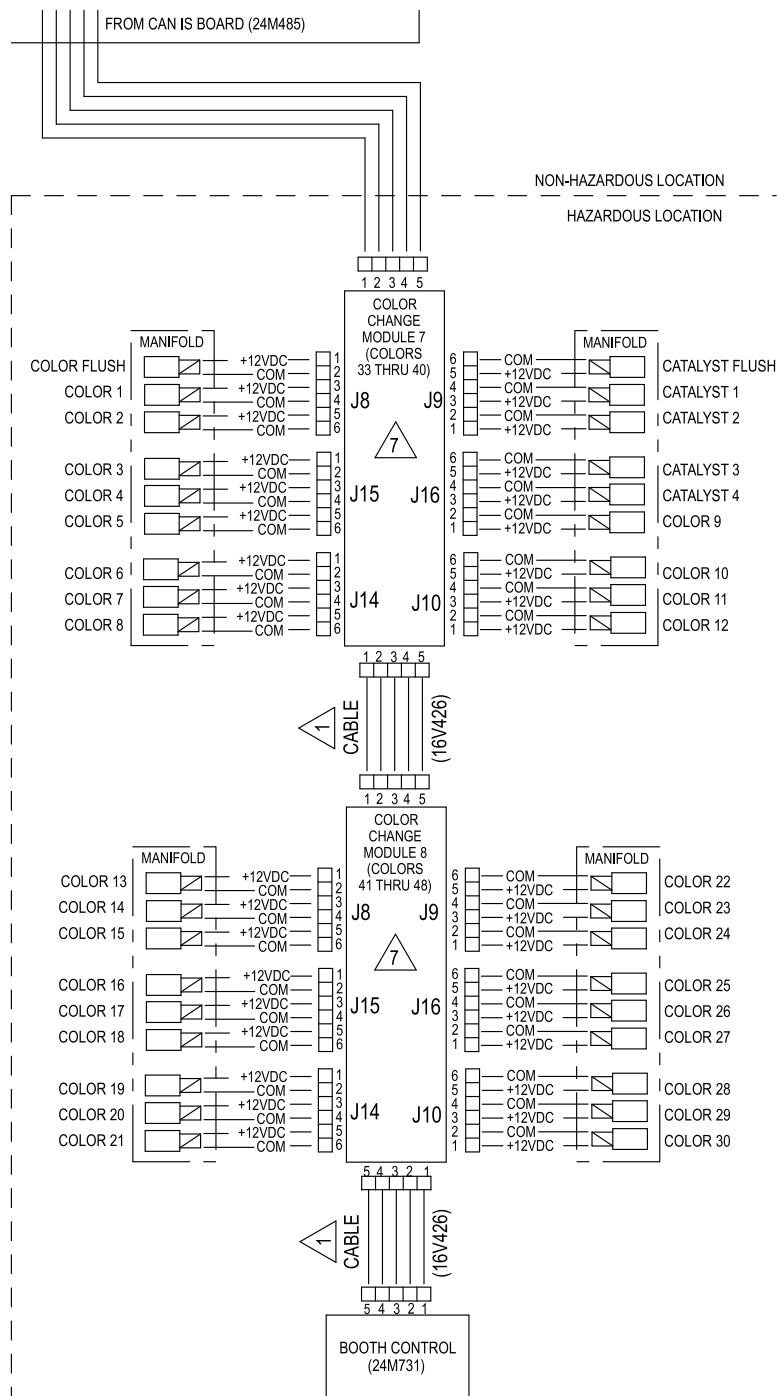 FROM CAN IS BOARD (24M485)
NON-HAZARDOUS LOCATION
HAZARDOUS LOCATION
1 2 3 4 5
COLOR
CHANGE
MODULE 7
(COLORS
33 THRU 40)
MANIFOLD
MANIFOLD
COLOR FLUSH +12VDC 1 6 COM CATALYST FLUSH
COM 2 5 +12VDC
COLOR 1 +12VDC 3 4 COM CATALYST 1
COM 4 J8 J9 3 +12VDC
COLOR 2 +12VDC 5 2 COM CATALYST 2
COM 6 1 +12VDC
7
COLOR 3 +12VDC 1 6 COM CATALYST 3
COM 2 5 +12VDC
COLOR 4 +12VDC 3 J15 J16 4 COM CATALYST 4
COM 4 3 +12VDC
COLOR 5 +12VDC 5 2 COM COLOR 9
COM 6 1 +12VDC
COLOR 6 +12VDC 1 6 COM COLOR 10
COM 2 5 +12VDC
COLOR 7 +12VDC 3 4 COM COLOR 11
COM 4 J14 J10 3 +12VDC
COLOR 8 +12VDC 5 2 COM COLOR 12
COM 6 1 +12VDC
1 2 3 4 5
1 CABLE (16V426)
1 2 3 4 5
COLOR
CHANGE
MODULE 8
(COLORS
41 THRU 48)
MANIFOLD
MANIFOLD
COLOR 13 +12VDC 1 6 COM COLOR 22
COM 2 5 +12VDC
COLOR 14 +12VDC 3 4 COM COLOR 23
COM 4 J8 J9 3 +12VDC
COLOR 15 +12VDC 5 2 COM COLOR 24
COM 6 1 +12VDC
7
COLOR 16 +12VDC 1 6 COM COLOR 25
COM 2 5 +12VDC
COLOR 17 +12VDC 3 J15 J16 4 COM COLOR 26
COM 4 3 +12VDC
COLOR 18 +12VDC 5 2 COM COLOR 27
COM 6 1 +12VDC
COLOR 19 +12VDC 1 6 COM COLOR 28
COM 2 5 +12VDC
COLOR 20 +12VDC 3 4 COM COLOR 29
COM 4 J14 J10 3 +12VDC
COLOR 21 +12VDC 5 2 COM COLOR 30
COM 6 1 +12VDC
5 4 3 2 1
1 CABLE (16V426)
5 4 3 2 1
BOOTH CONTROL
(24M731)